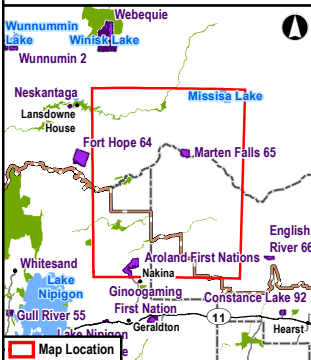 Webequie
Wunnummin
Lake
Winisk Lake
Wunnumin 2
Neskantaga
Missisa Lake
Lansdowne
House
Fort Hope 64
Marten Falls 65
Whitesand
Aroland First Nations
English
River 66
Nakina
Lake
Nipigon
Ginoogaming
First Nation
Constance Lake 92
Gull River 55
11
Geraldton
Hearst
Lake Nipigon
Map Location